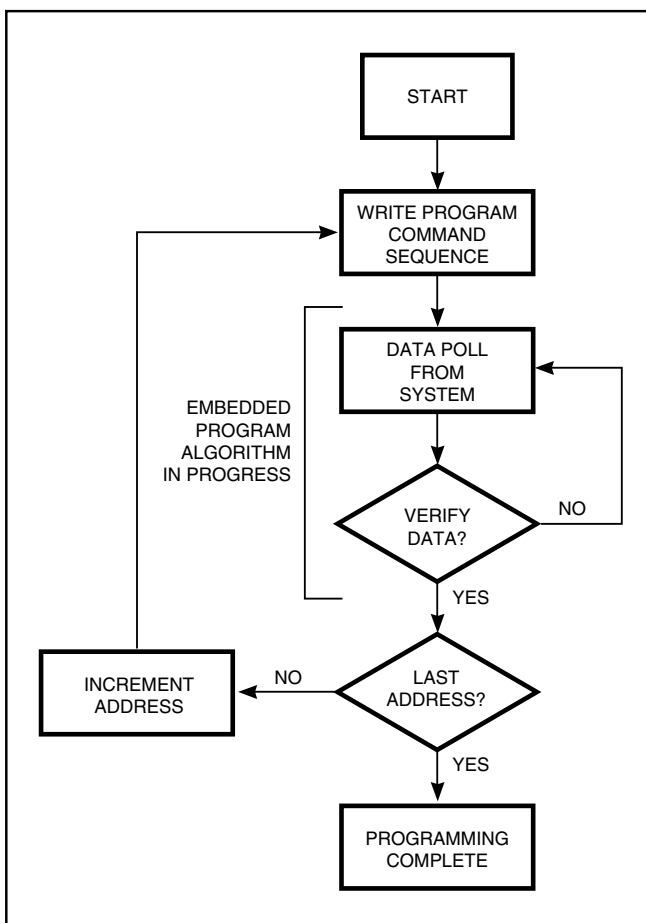 START
WRITE PROGRAM
COMMAND
SEQUENCE
DATA POLL
FROM
SYSTEM
EMBEDDED
PROGRAM
ALGORITHM
IN PROGRESS
VERIFY
DATA?
NO
YES
LAST
ADDRESS?
NO
INCREMENT
ADDRESS
YES
PROGRAMMING
COMPLETE